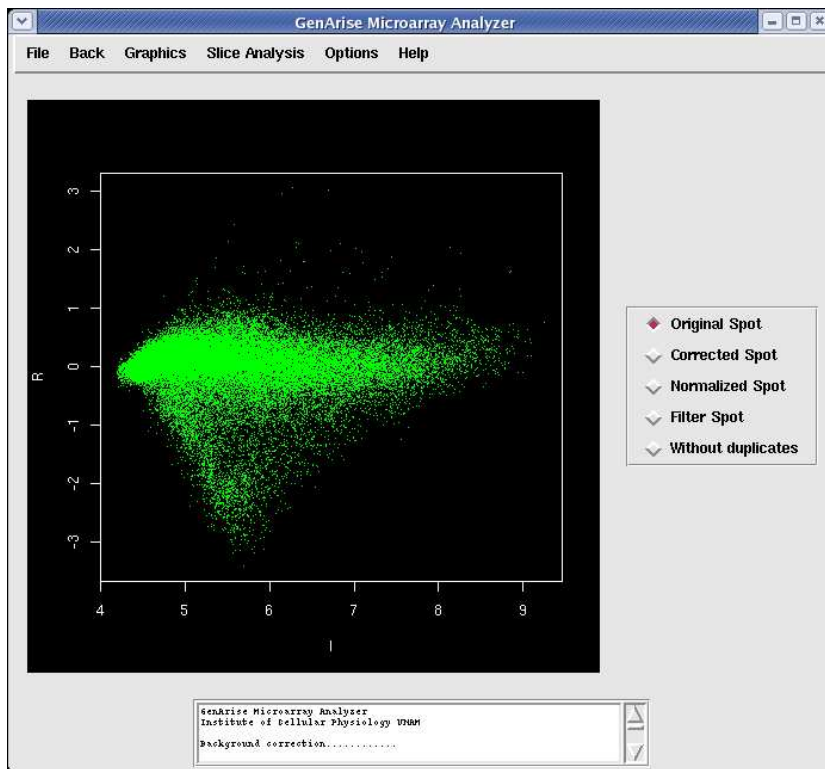 GenArise Microarray Analyzer
File Back Graphics Slice Analysis Options Help
3
2
1
0
-1
-2
-3
R
4 5 6 7 8 9
I
Original Spot
Corrected Spot
Normalized Spot
Filter Spot
Without duplicates
GenArise Microarray Analyzer
Institute of Cellular Physiology UNAM
Background correction............